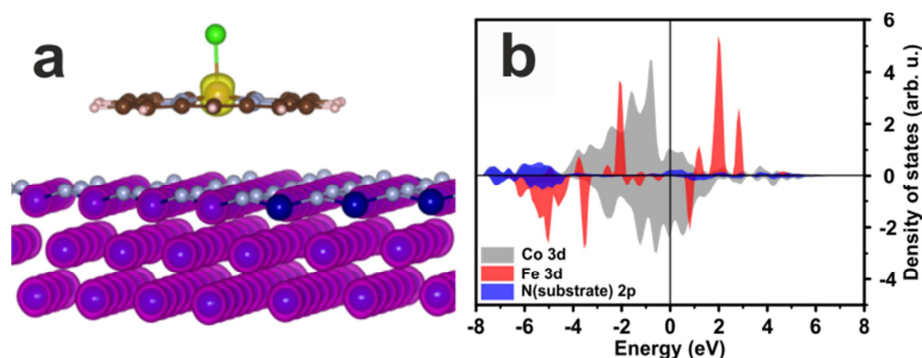 a
b
6
4
2
0
-2
-4
Density of states (arb. u.)
Co 3d
Fe 3d
N(substrate) 2p
-8 -6 -4 -2 0 2 4 6 8
Energy (eV)